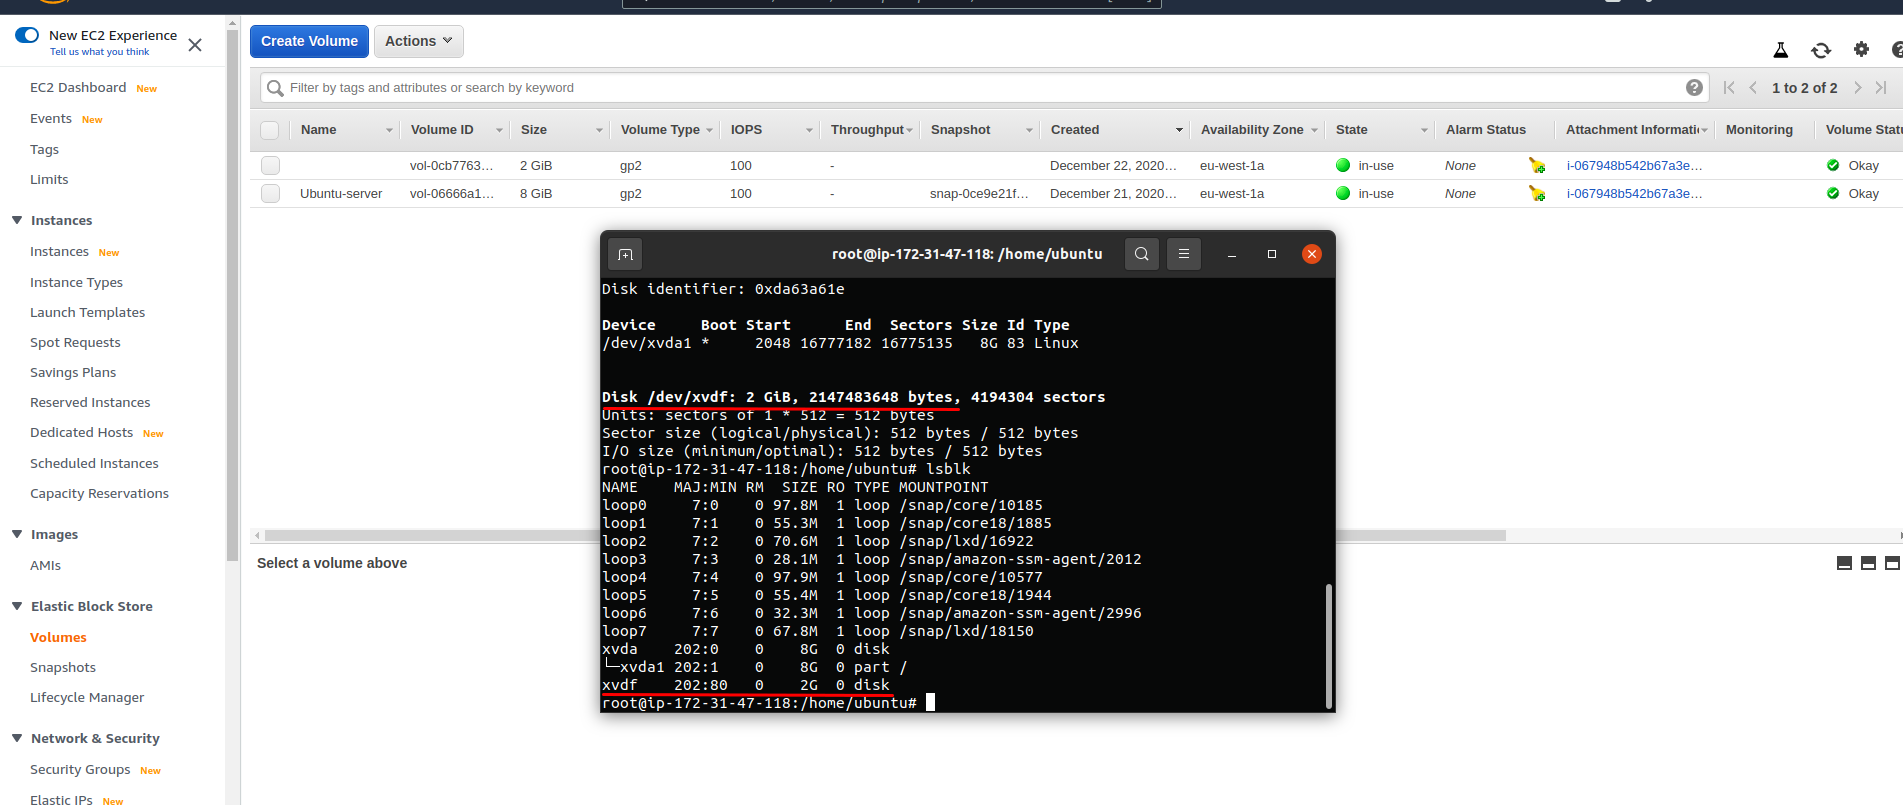 New EC2 Experience
Tell us what you think
EC2 Dashboard New
Events New
Tags
Limits
Instances
Instances New
Instance Types
Launch Templates
Spot Requests
Savings Plans
Reserved Instances
Dedicated Hosts New
Scheduled Instances
Capacity Reservations
Images
AMIs
Elastic Block Store
Volumes
Snapshots
Lifecycle Manager
Network & Security
Security Groups New
Elastic IPs New
Create Volume Actions
Filter by tags and attributes or search by keyword
1 to 2 of 2
Name Volume ID Size Volume Type IOPS Throughput Snapshot Created Availability Zone State Alarm Status Attachment Informati Monitoring Volume Statu
vol-0cb7763... 2 GiB gp2 100 - December 22, 2020... eu-west-1a in-use None i-067948b542b67a3e... Okay
Ubuntu-server vol-06666a1... 8 GiB gp2 100 - snap-0ce9e21f... December 21, 2020... eu-west-1a in-use None i-067948b542b67a3e... Okay
Select a volume above
root@ip-172-31-47-118: /home/ubuntu
Disk identifier: 0xda63a61e
Device Boot Start End Sectors Size Id Type
/dev/xvda1 * 2048 16777182 16775135 8G 83 Linux
Disk /dev/xvdf: 2 GiB, 2147483648 bytes, 4194304 sectors
Units: sectors of 1 * 512 = 512 bytes
Sector size (logical/physical): 512 bytes / 512 bytes
I/O size (minimum/optimal): 512 bytes / 512 bytes
root@ip-172-31-47-118:/home/ubuntu# lsblk
NAME MAJ:MIN RM SIZE RO TYPE MOUNTPOINT
loop0 7:0 0 97.8M 1 loop /snap/core/10185
loop1 7:1 0 55.3M 1 loop /snap/core18/1885
loop2 7:2 0 70.6M 1 loop /snap/lxd/16922
loop3 7:3 0 28.1M 1 loop /snap/amazon-ssm-agent/2012
loop4 7:4 0 97.9M 1 loop /snap/core/10577
loop5 7:5 0 55.4M 1 loop /snap/core18/1944
loop6 7:6 0 32.3M 1 loop /snap/amazon-ssm-agent/2996
loop7 7:7 0 67.8M 1 loop /snap/lxd/18150
xvda 202:0 0 8G 0 disk
└─xvda1 202:1 0 8G 0 part /
xvdf 202:80 0 2G 0 disk
root@ip-172-31-47-118:/home/ubuntu#